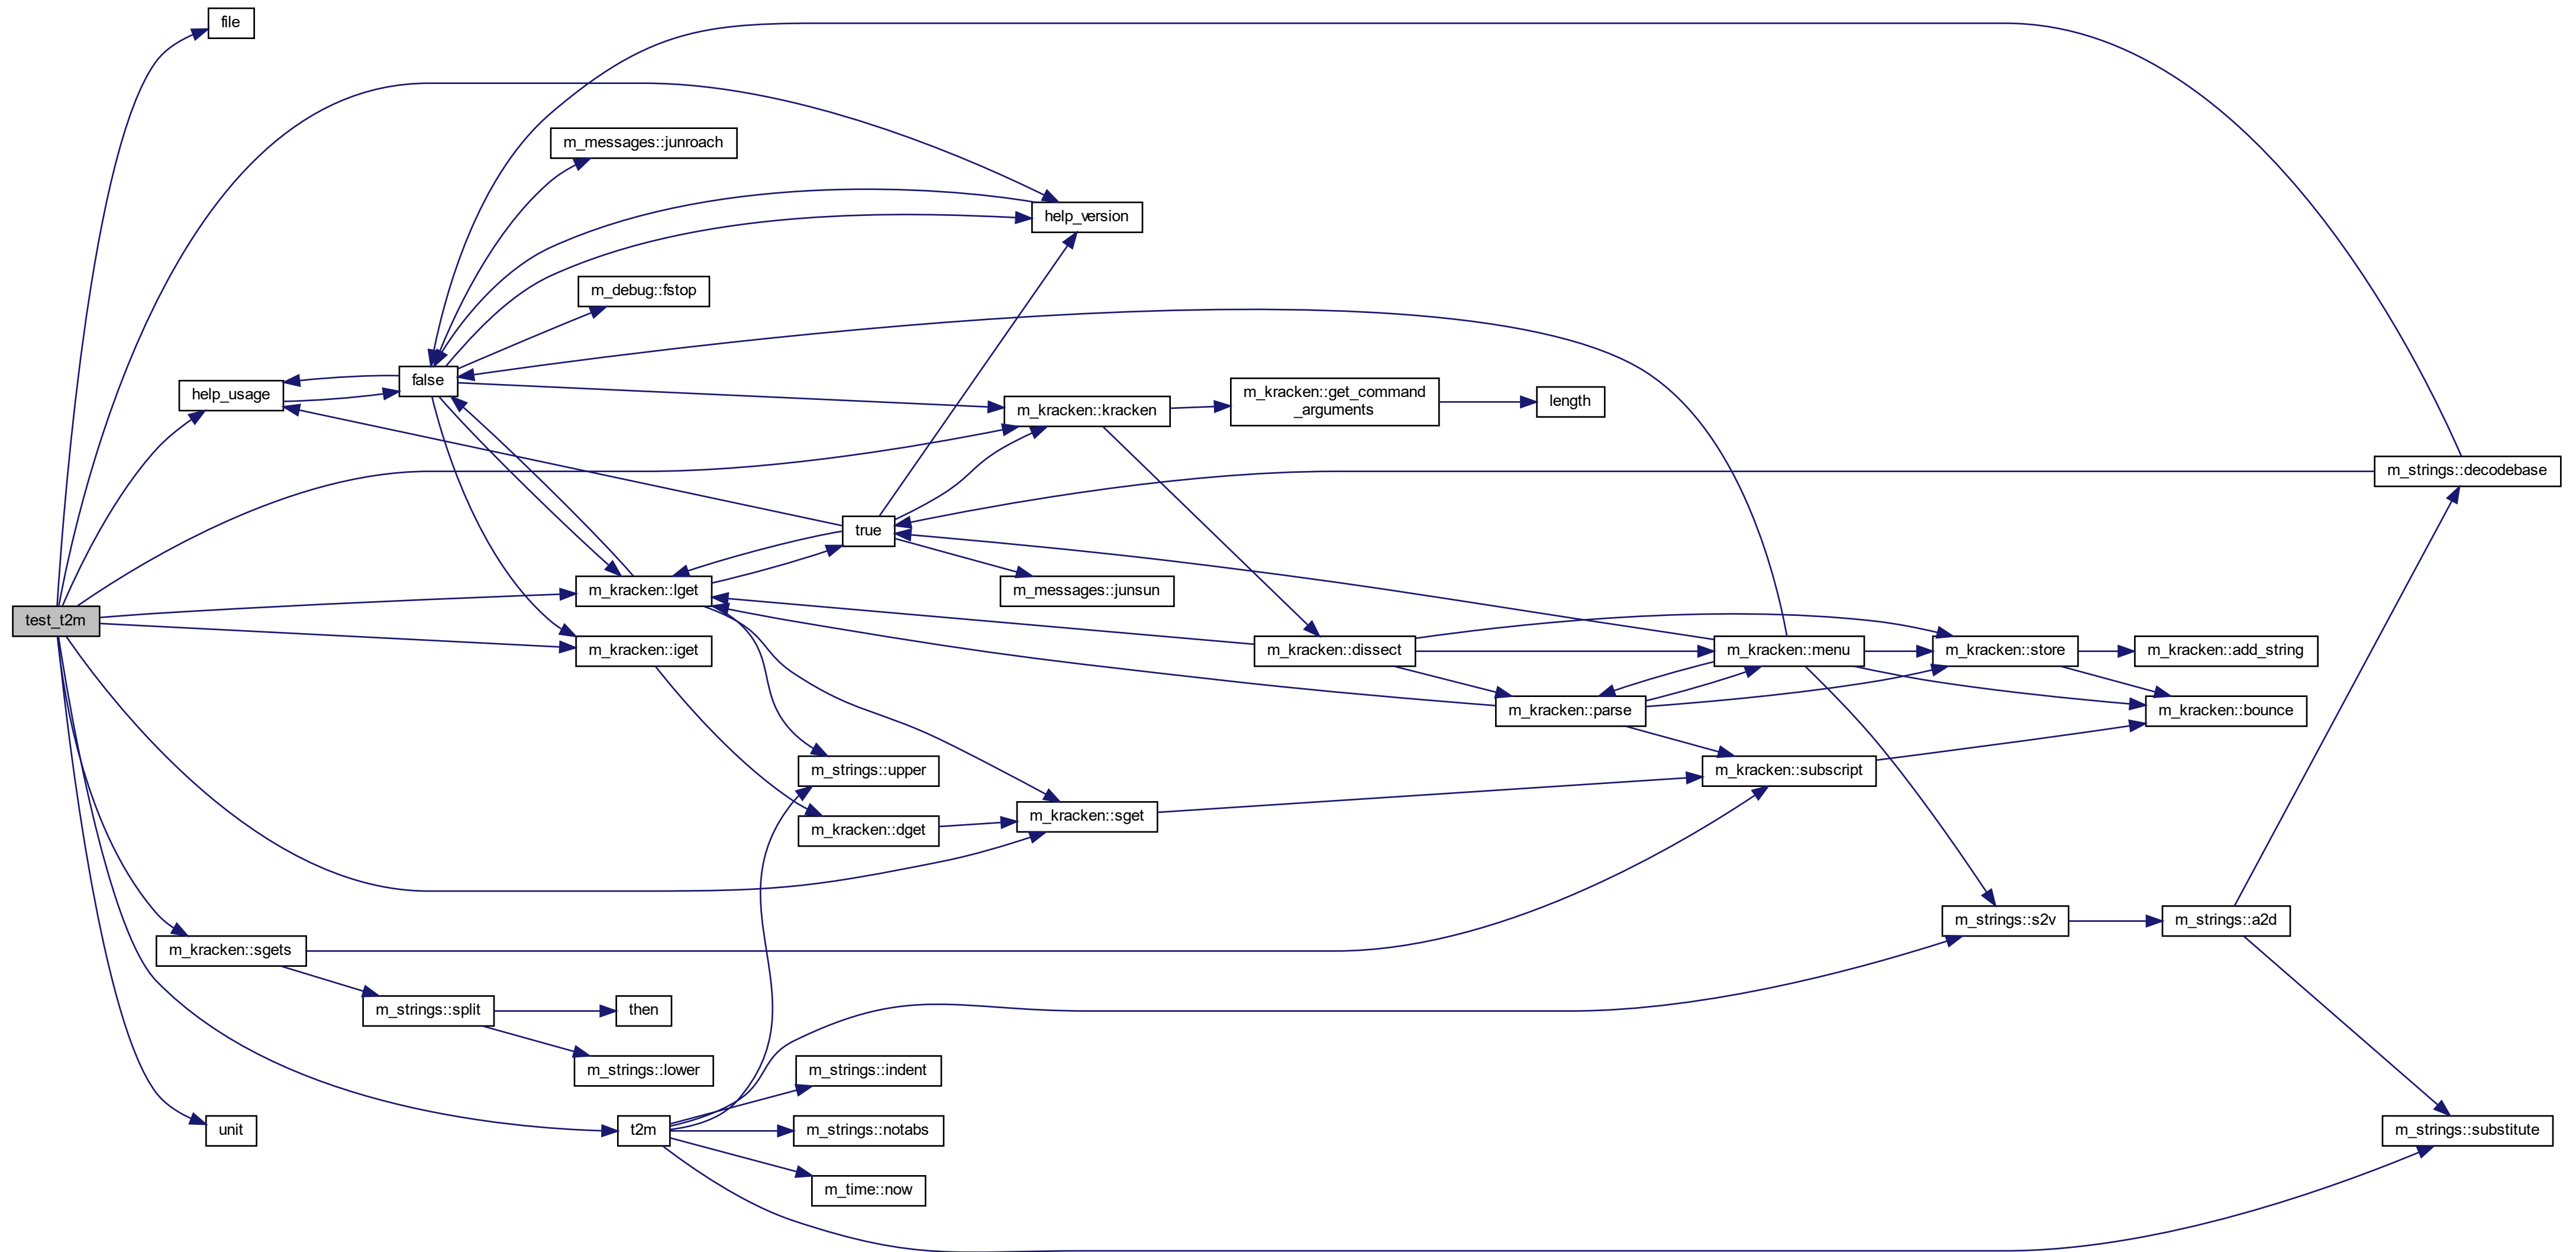 file
m_messages::junroach
help_version
m_debug::fstop
false
help_usage
m_kracken::kracken
m_kracken::get_command
_arguments
length
m_strings::decodebase
true
m_kracken::lget
m_messages::junsun
test_t2m
m_kracken::iget
m_kracken::dissect
m_kracken::menu
m_kracken::store
m_kracken::add_string
m_kracken::parse
m_kracken::bounce
m_strings::upper
m_kracken::subscript
m_kracken::dget
m_kracken::sget
m_strings::s2v
m_strings::a2d
m_kracken::sgets
m_strings::split
then
m_strings::lower
m_strings::indent
unit
t2m
m_strings::notabs
m_strings::substitute
m_time::now